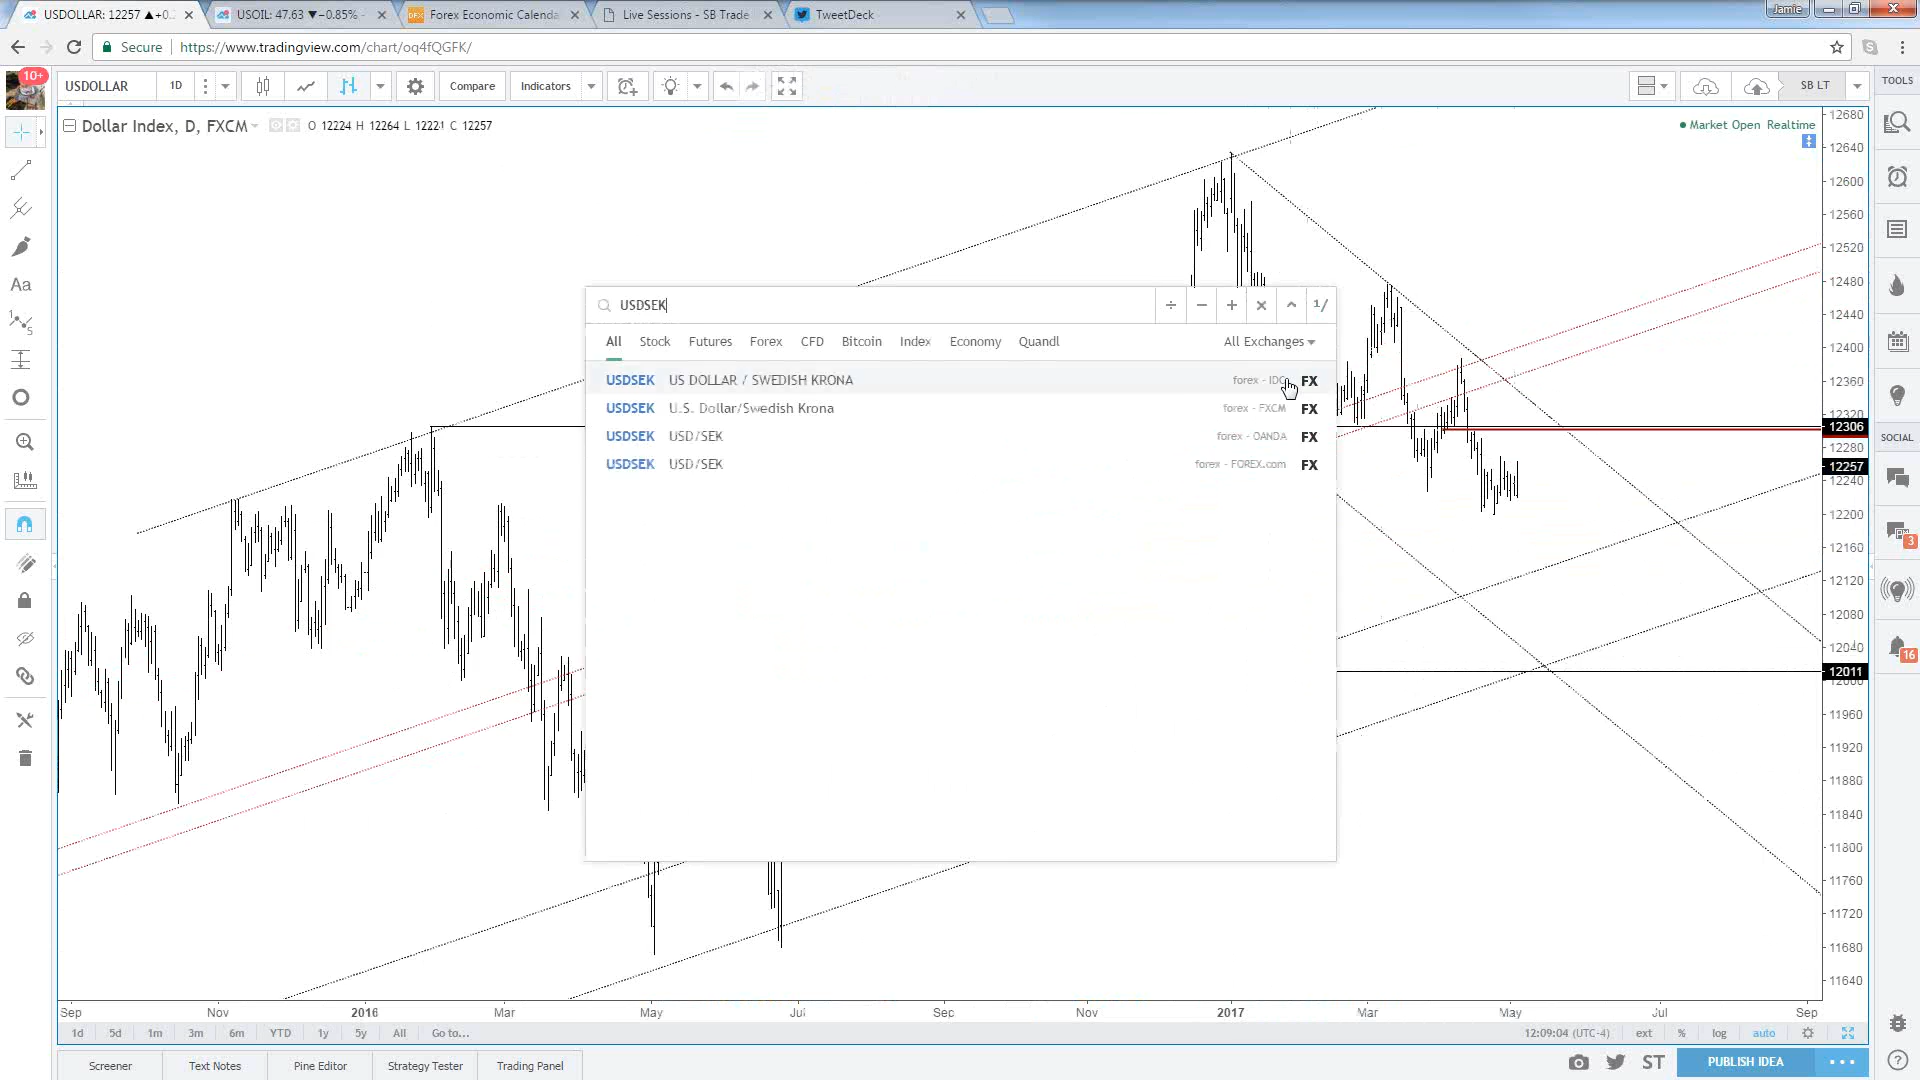 USDOLLAR: 12257 ▲+0.
USOIL: 47.63 ▼−0.85%
Forex Economic Calenda
Live Sessions - SB Trade
TweetDeck
Jamie
Secure
https://www.tradingview.com/chart/oq4fQGFK/
10+
USDOLLAR
1D
Compare
Indicators
SB LT
TOOLS
Dollar Index, D, FXCM
O 12224 H 12264 L 12221 C 12257
Market Open Realtime
USDSEK
÷ − + × ^ 1/
All Stock Futures Forex CFD Bitcoin Index Economy Quandl
All Exchanges
USDSEK US DOLLAR / SWEDISH KRONA forex - IDC FX
USDSEK U.S. Dollar/Swedish Krona forex - FXCM FX
USDSEK USD/SEK forex - OANDA FX
USDSEK USD/SEK forex - FOREX.com FX
12680
12640
12600
12560
12520
12480
12440
12400
12360
12320
12306
12280
12257
12240
12200
12160
12120
12080
12040
12011
12000
11960
11920
11880
11840
11800
11760
11720
11680
11640
Aa
SOCIAL
3
16
Sep Nov 2016 Mar May Jul Sep Nov 2017 Mar May Jul Sep
1d 5d 1m 3m 6m YTD 1y 5y All Go to...
12:09:04 (UTC-4) ext % log auto
Screener Text Notes Pine Editor Strategy Tester Trading Panel
ST
PUBLISH IDEA